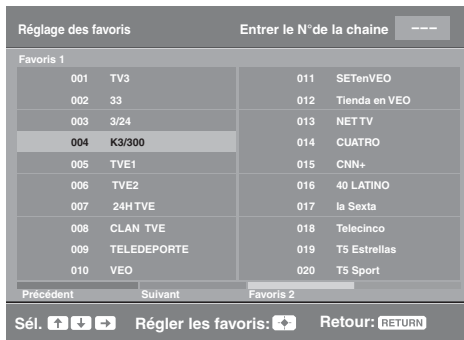 Réglage des favoris Entrer le N°de la chaine ---
Favoris 1
001 TV3 011 SETenVEO
002 33 012 Tienda en VEO
003 3/24 013 NET TV
004 K3/300 014 CUATRO
005 TVE1 015 CNN+
006 TVE2 016 40 LATINO
007 24H TVE 017 la Sexta
008 CLAN TVE 018 Telecinco
009 TELEDEPORTE 019 T5 Estrellas
010 VEO 020 T5 Sport
Précédent Suivant Favoris 2
Sél. ↑ ↓ → Régler les favoris: Retour: RETURN